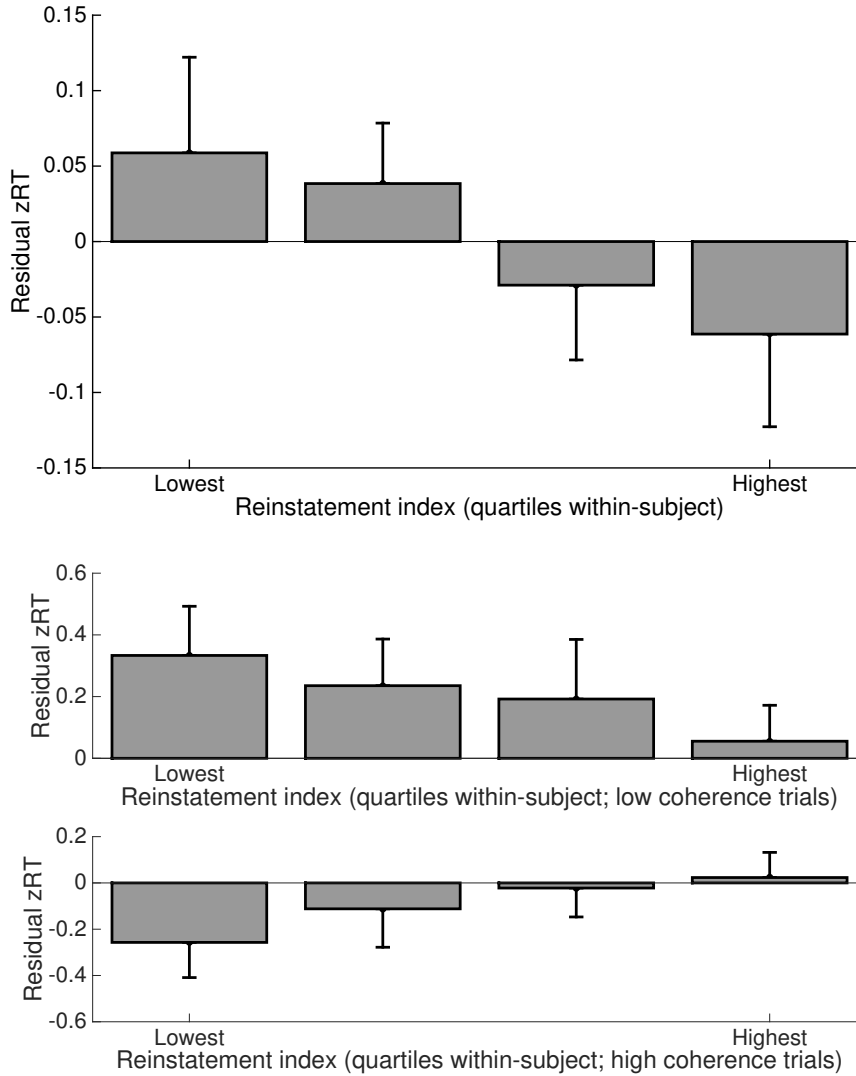 0.15
0.1
0.05
0
-0.05
-0.1
-0.15
Residual zRT
Lowest
Highest
Reinstatement index (quartiles within-subject)
0.6
0.4
0.2
0
Residual zRT
Lowest
Highest
Reinstatement index (quartiles within-subject; low coherence trials)
0.2
0
-0.2
-0.4
-0.6
Residual zRT
Lowest
Highest
Reinstatement index (quartiles within-subject; high coherence trials)